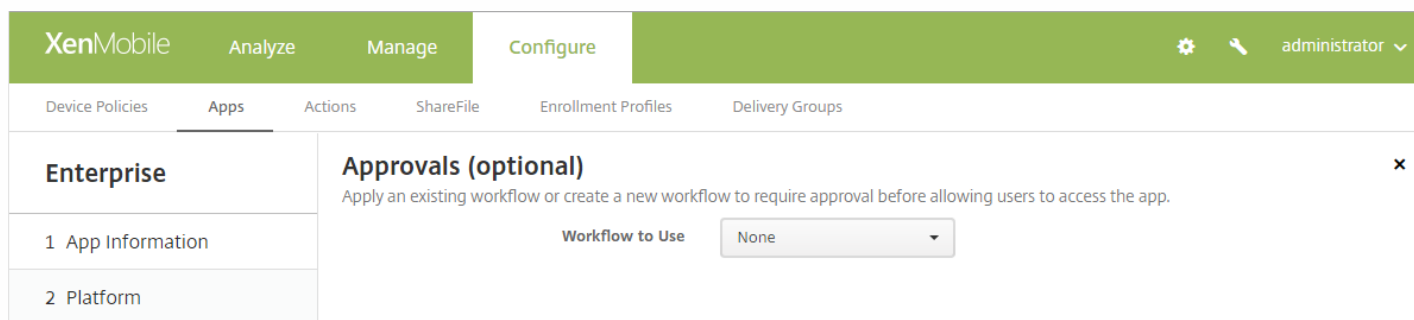 XenMobile Analyze Manage Configure administrator
Device Policies Apps Actions ShareFile Enrollment Profiles Delivery Groups
Enterprise
Approvals (optional)
Apply an existing workflow or create a new workflow to require approval before allowing users to access the app.
Workflow to Use None
1 App Information
2 Platform